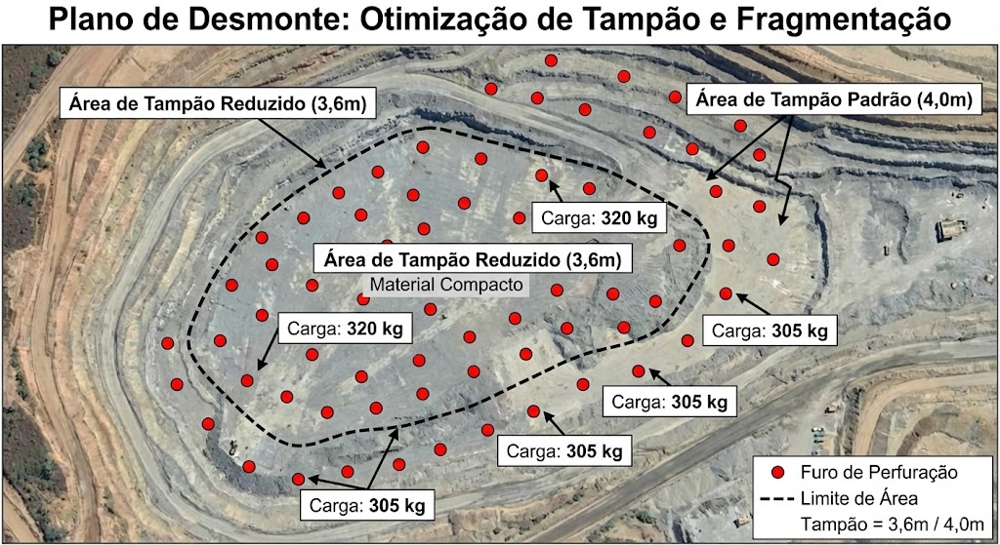 Plano de Desmonte: Otimização de Tampão e Fragmentação
Área de Tampão Reduzido (3,6m)
Área de Tampão Padrão (4,0m)
Carga: 320 kg
Área de Tampão Reduzido (3,6m)
Material Compacto
Carga: 320 kg
Carga: 305 kg
Carga: 305 kg
Carga: 305 kg
Carga: 305 kg
Furo de Perfuração
Limite de Área
Tampão = 3,6m / 4,0m